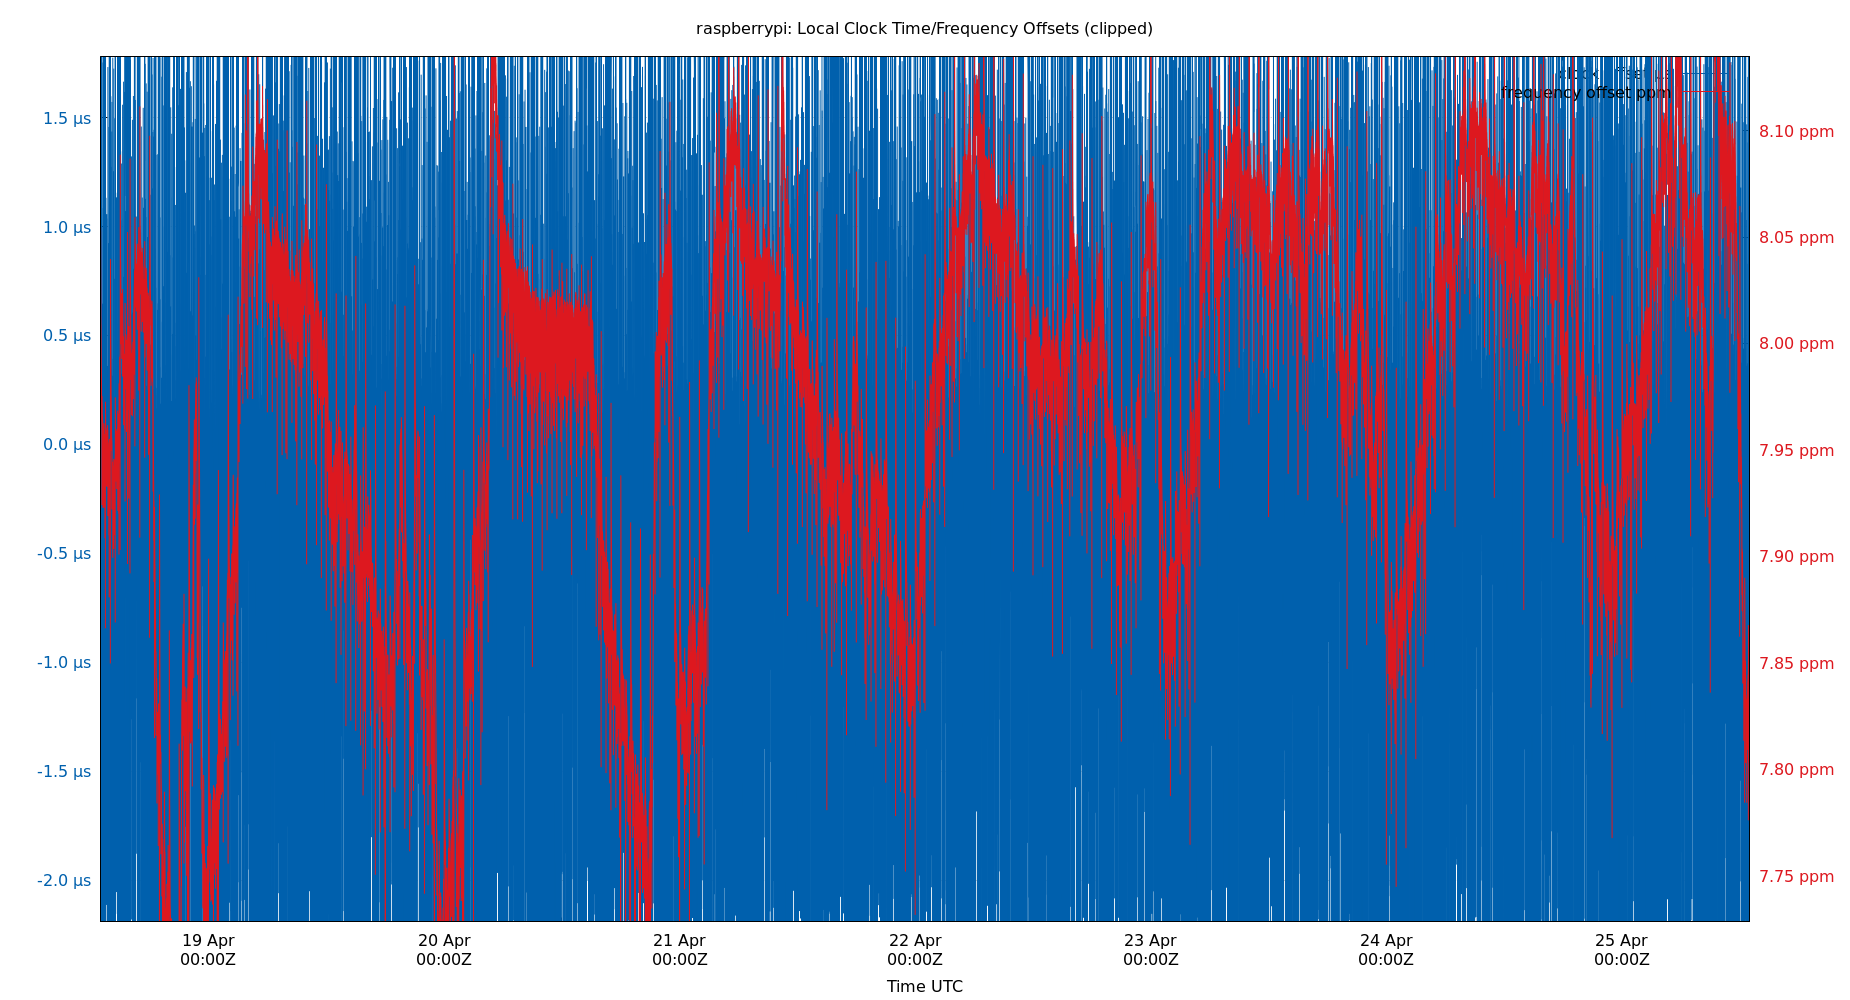 raspberrypi: Local Clock Time/Frequency Offsets (clipped)
clock offset µs
frequency offset ppm
1.5 µs
1.0 µs
0.5 µs
0.0 µs
-0.5 µs
-1.0 µs
-1.5 µs
-2.0 µs
8.10 ppm
8.05 ppm
8.00 ppm
7.95 ppm
7.90 ppm
7.85 ppm
7.80 ppm
7.75 ppm
19 Apr 20 Apr 21 Apr 22 Apr 23 Apr 24 Apr 25 Apr
00:00Z 00:00Z 00:00Z 00:00Z 00:00Z 00:00Z 00:00Z
Time UTC